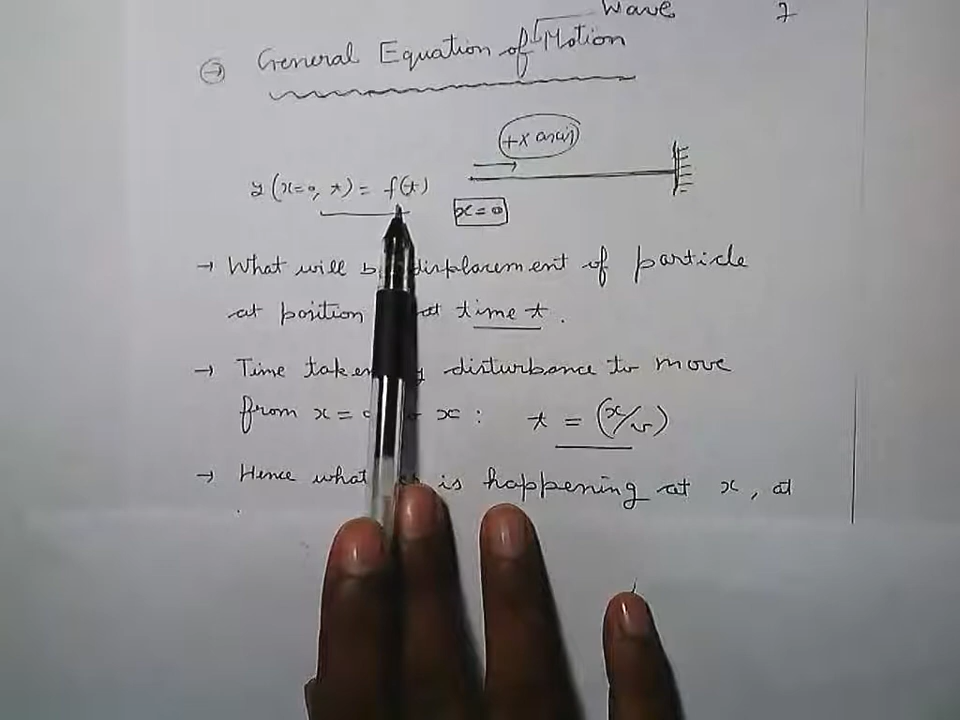 Wave 7
→ General Equation of Motion
+x axis
y (x=0, t) = f(t) x = 0
→ What will displacement of particle
at position at time t .
→ Time taken disturbance to move
from x = x : t = (x/v)
→ Hence what is happening at x , at